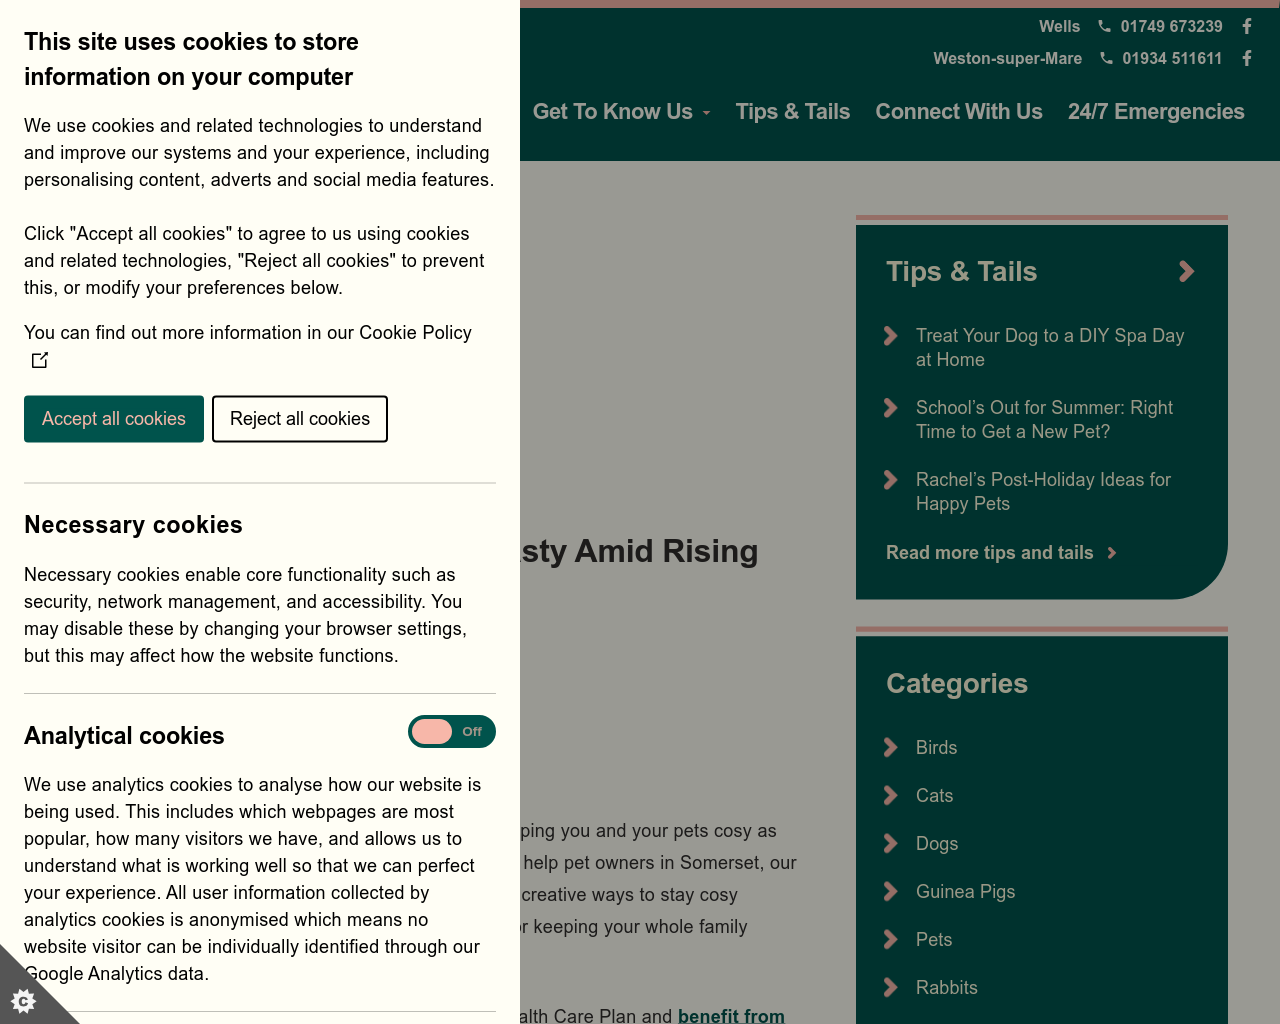 This site uses cookies to store
information on your computer
We use cookies and related technologies to understand
and improve our systems and your experience, including
personalising content, adverts and social media features.
Click "Accept all cookies" to agree to us using cookies
and related technologies, "Reject all cookies" to prevent
this, or modify your preferences below.
You can find out more information in our Cookie Policy
Accept all cookies
Reject all cookies
Necessary cookies
Necessary cookies enable core functionality such as
security, network management, and accessibility. You
may disable these by changing your browser settings,
but this may affect how the website functions.
Analytical cookies
Off
We use analytics cookies to analyse how our website is
being used. This includes which webpages are most
popular, how many visitors we have, and allows us to
understand what is working well so that we can perfect
your experience. All user information collected by
analytics cookies is anonymised which means no
website visitor can be individually identified through our
Google Analytics data.
Wells 01749 673239
Weston-super-Mare 01934 511611
Get To Know Us Tips & Tails Connect With Us 24/7 Emergencies
sty Amid Rising
ping you and your pets cosy as
help pet owners in Somerset, our
creative ways to stay cosy
r keeping your whole family
alth Care Plan and benefit from
Tips & Tails
Treat Your Dog to a DIY Spa Day
at Home
School’s Out for Summer: Right
Time to Get a New Pet?
Rachel’s Post-Holiday Ideas for
Happy Pets
Read more tips and tails
Categories
Birds
Cats
Dogs
Guinea Pigs
Pets
Rabbits